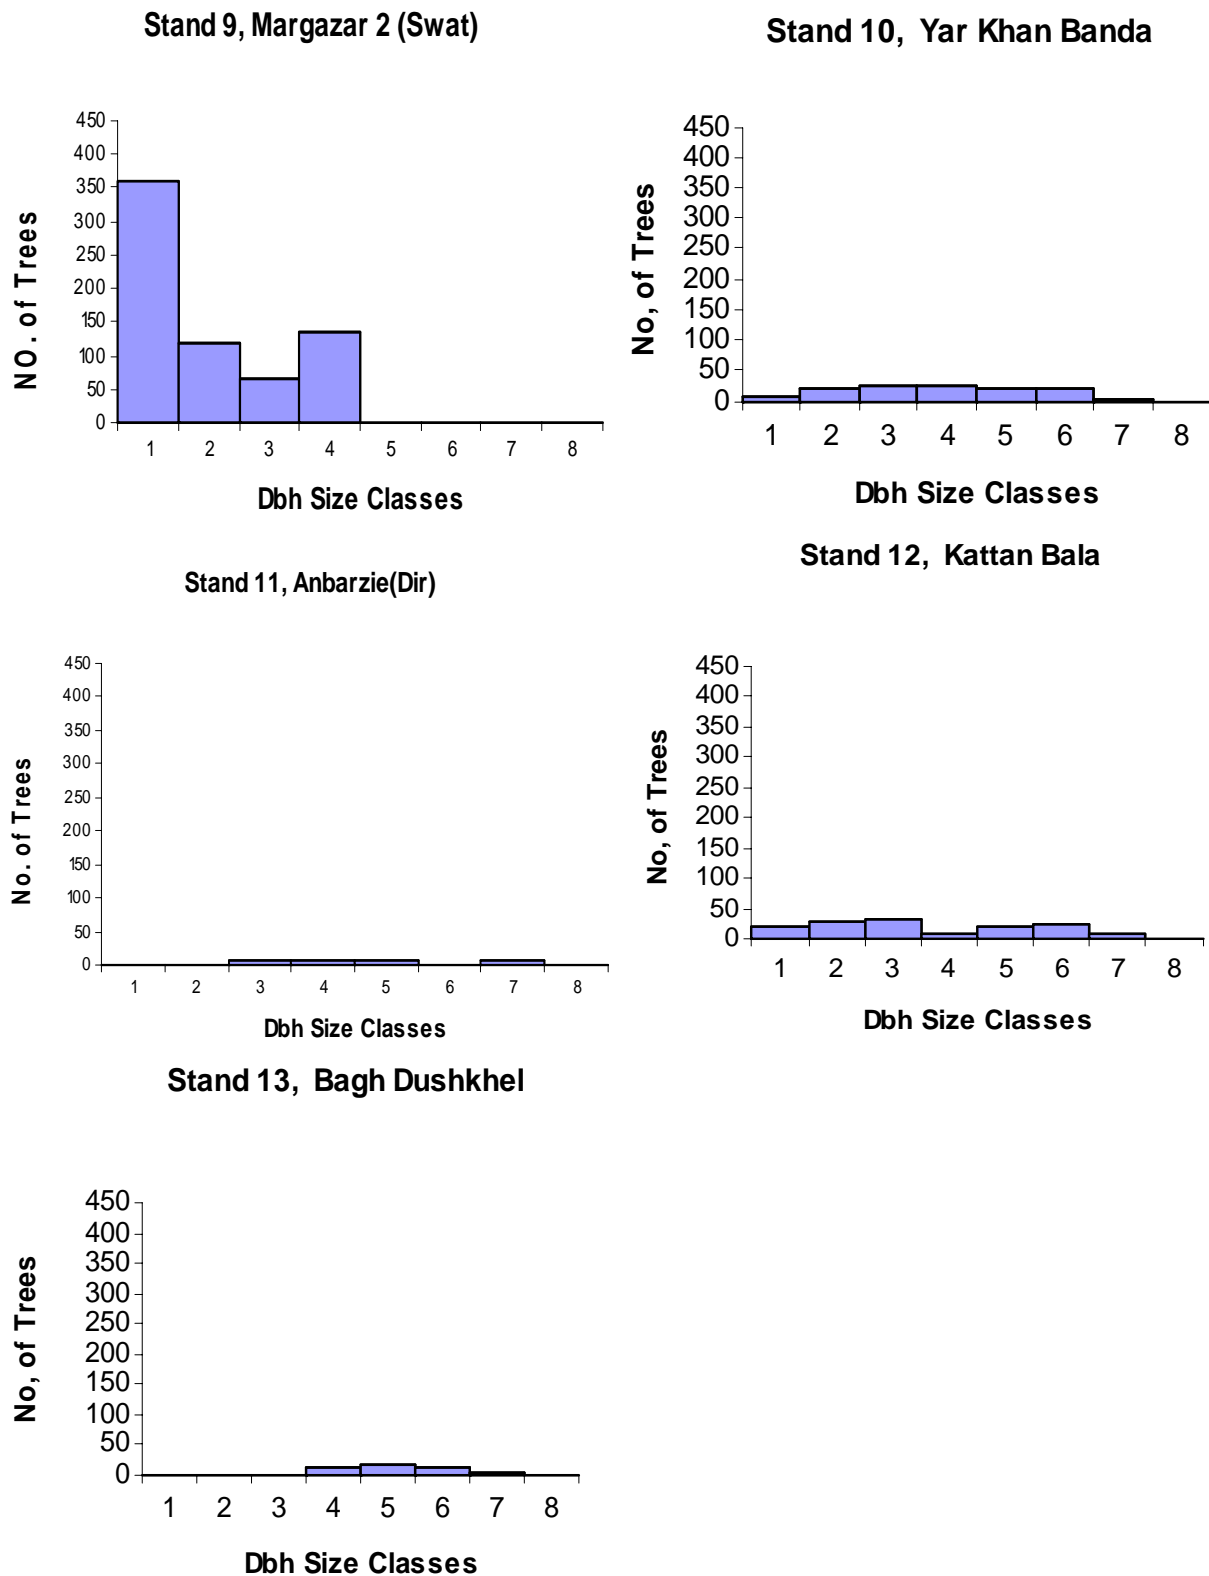 Stand 9, Margazar 2 (Swat)
NO. of Trees
450
400
350
300
250
200
150
100
50
0
1 2 3 4 5 6 7 8
Dbh Size Classes
Stand 10, Yar Khan Banda
No, of Trees
450
400
350
300
250
200
150
100
50
0
1 2 3 4 5 6 7 8
Dbh Size Classes
Stand 11, Anbarzie(Dir)
No. of Trees
450
400
350
300
250
200
150
100
50
0
1 2 3 4 5 6 7 8
Dbh Size Classes
Stand 12, Kattan Bala
No, of Trees
450
400
350
300
250
200
150
100
50
0
1 2 3 4 5 6 7 8
Dbh Size Classes
Stand 13, Bagh Dushkhel
No, of Trees
450
400
350
300
250
200
150
100
50
0
1 2 3 4 5 6 7 8
Dbh Size Classes